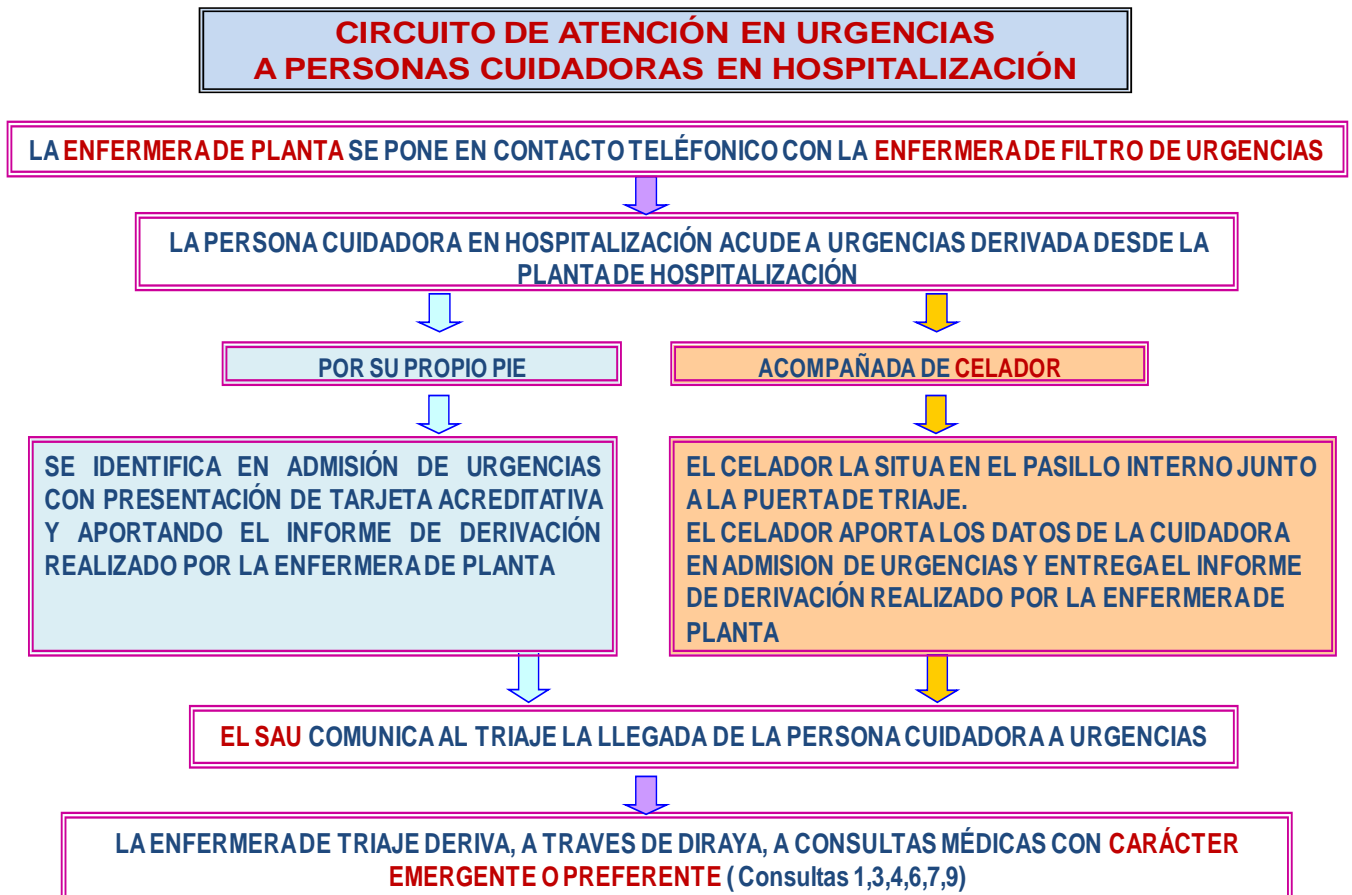 CIRCUITO DE ATENCIÓN EN URGENCIAS
A PERSONAS CUIDADORAS EN HOSPITALIZACIÓN
LA ENFERMERA DE PLANTA SE PONE EN CONTACTO TELÉFONICO CON LA ENFERMERA DE FILTRO DE URGENCIAS
LA PERSONA CUIDADORA EN HOSPITALIZACIÓN ACUDE A URGENCIAS DERIVADA DESDE LA
PLANTA DE HOSPITALIZACIÓN
POR SU PROPIO PIE
ACOMPAÑADA DE CELADOR
SE IDENTIFICA EN ADMISIÓN DE URGENCIAS
CON PRESENTACIÓN DE TARJETA ACREDITATIVA
Y APORTANDO EL INFORME DE DERIVACIÓN
REALIZADO POR LA ENFERMERA DE PLANTA
EL CELADOR LA SITUA EN EL PASILLO INTERNO JUNTO
A LA PUERTA DE TRIAJE.
EL CELADOR APORTA LOS DATOS DE LA CUIDADORA
EN ADMISION DE URGENCIAS Y ENTREGA EL INFORME
DE DERIVACIÓN REALIZADO POR LA ENFERMERA DE
PLANTA
EL SAU COMUNICA AL TRIAJE LA LLEGADA DE LA PERSONA CUIDADORA A URGENCIAS
LA ENFERMERA DE TRIAJE DERIVA, A TRAVES DE DIRAYA, A CONSULTAS MÉDICAS CON CARÁCTER
EMERGENTE O PREFERENTE ( Consultas 1,3,4,6,7,9)